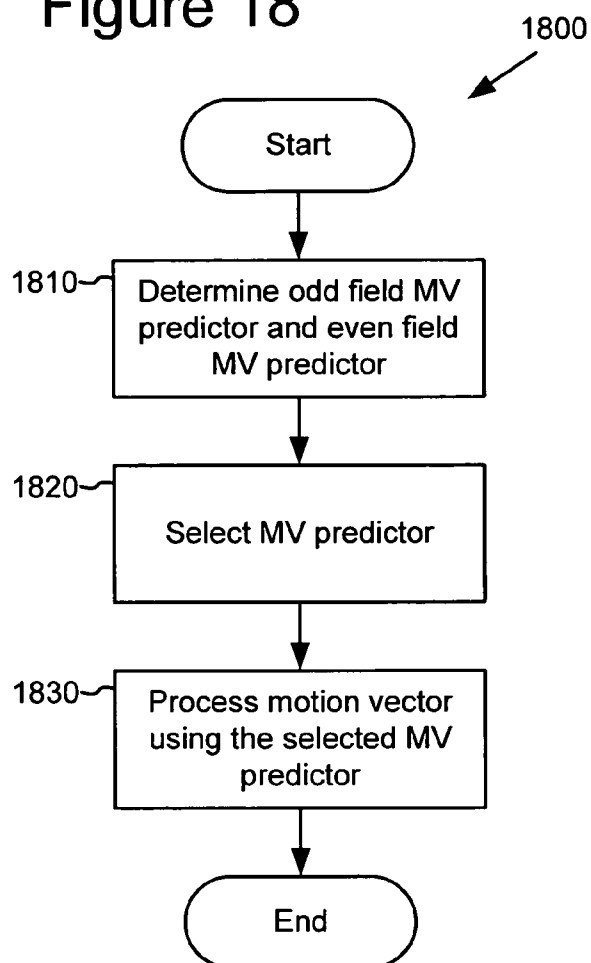 Figure 18
1800
Start
1810
Determine odd field MV
predictor and even field
MV predictor
1820
Select MV predictor
1830
Process motion vector
using the selected MV
predictor
End